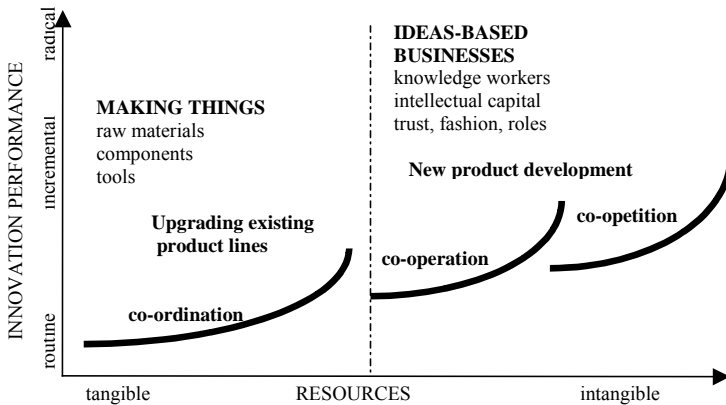 INNOVATION PERFORMANCE
radical
incremental
routine
MAKING THINGS
raw materials
components
tools
Upgrading existing
product lines
co-ordination
IDEAS-BASED
BUSINESSES
knowledge workers
intellectual capital
trust, fashion, roles
New product development
co-operation
co-opetition
tangible
RESOURCES
intangible